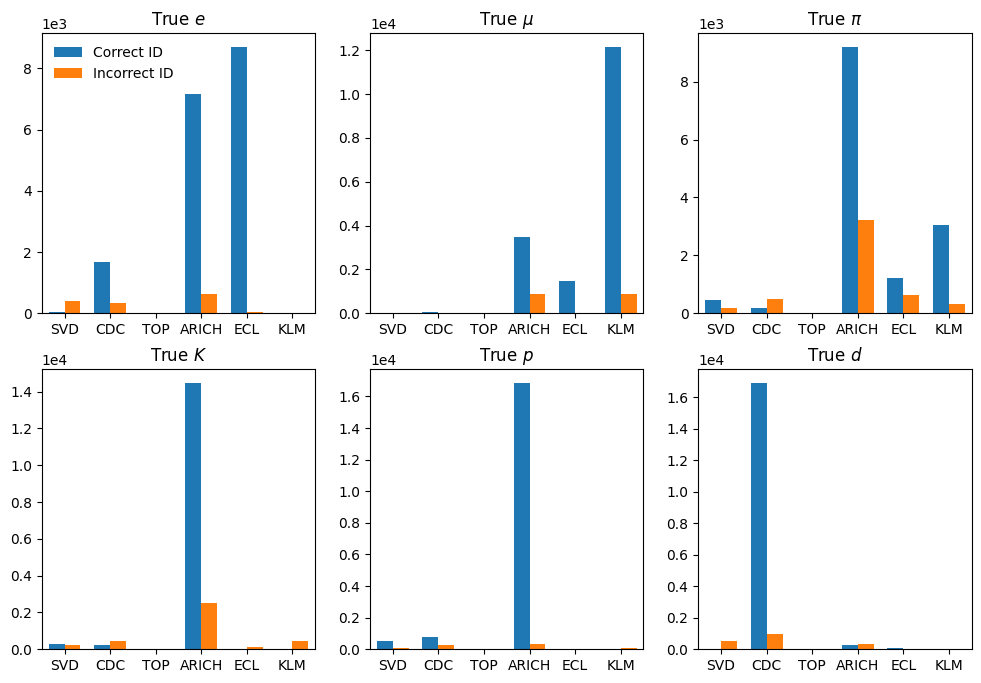 True e
1e3
Correct ID
Incorrect ID
8
6
4
2
0
SVD CDC TOP ARICH ECL KLM
True μ
1e4
1.2
1.0
0.8
0.6
0.4
0.2
0.0
SVD CDC TOP ARICH ECL KLM
True π
1e3
8
6
4
2
0
SVD CDC TOP ARICH ECL KLM
True K
1e4
1.4
1.2
1.0
0.8
0.6
0.4
0.2
0.0
SVD CDC TOP ARICH ECL KLM
True p
1e4
1.6
1.4
1.2
1.0
0.8
0.6
0.4
0.2
0.0
SVD CDC TOP ARICH ECL KLM
True d
1e4
1.6
1.4
1.2
1.0
0.8
0.6
0.4
0.2
0.0
SVD CDC TOP ARICH ECL KLM